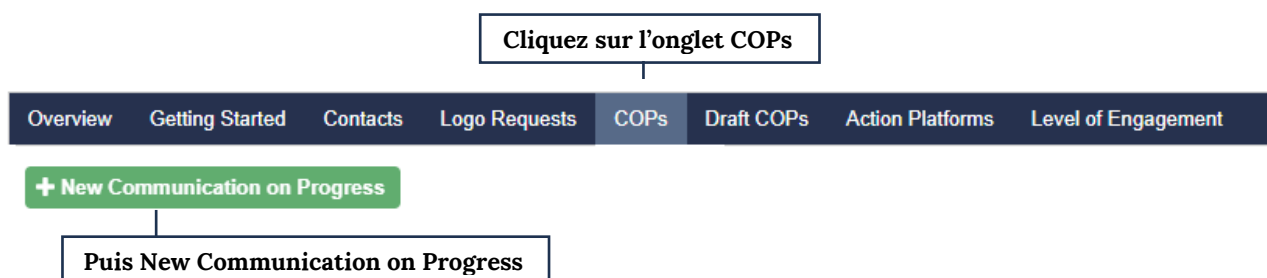 Cliquez sur l'onglet COPs
Overview Getting Started Contacts Logo Requests COPs Draft COPs Action Platforms Level of Engagement
+ New Communication on Progress
Puis New Communication on Progress